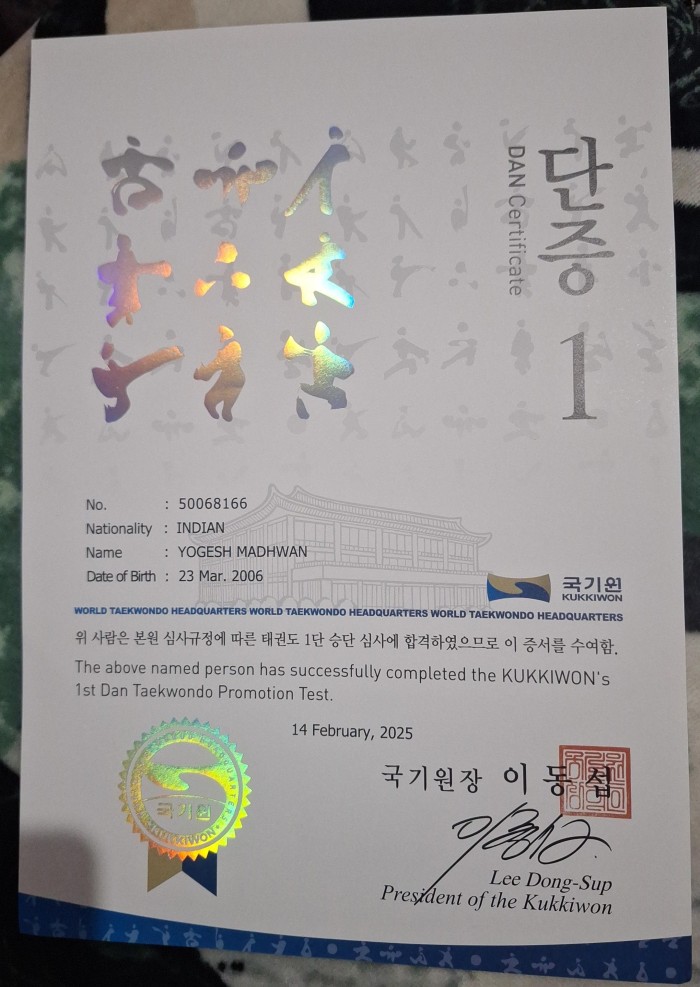 단증
DAN Certificate
1
No. : 50068166
Nationality : INDIAN
Name : YOGESH MADHWAN
Date of Birth : 23 Mar. 2006
국기원
KUKKIWON
WORLD TAEKWONDO HEADQUARTERS WORLD TAEKWONDO HEADQUARTERS WORLD TAEKWONDO HEADQUARTERS
위 사람은 본원 심사규정에 따른 태권도 1단 승단 심사에 합격하였으므로 이 증서를 수여함.
The above named person has successfully completed the KUKKIWON's
1st Dan Taekwondo Promotion Test.
14 February, 2025
국기원
KUKKIWON
국기원장 이동섭
Lee Dong-Sup
President of the Kukkiwon